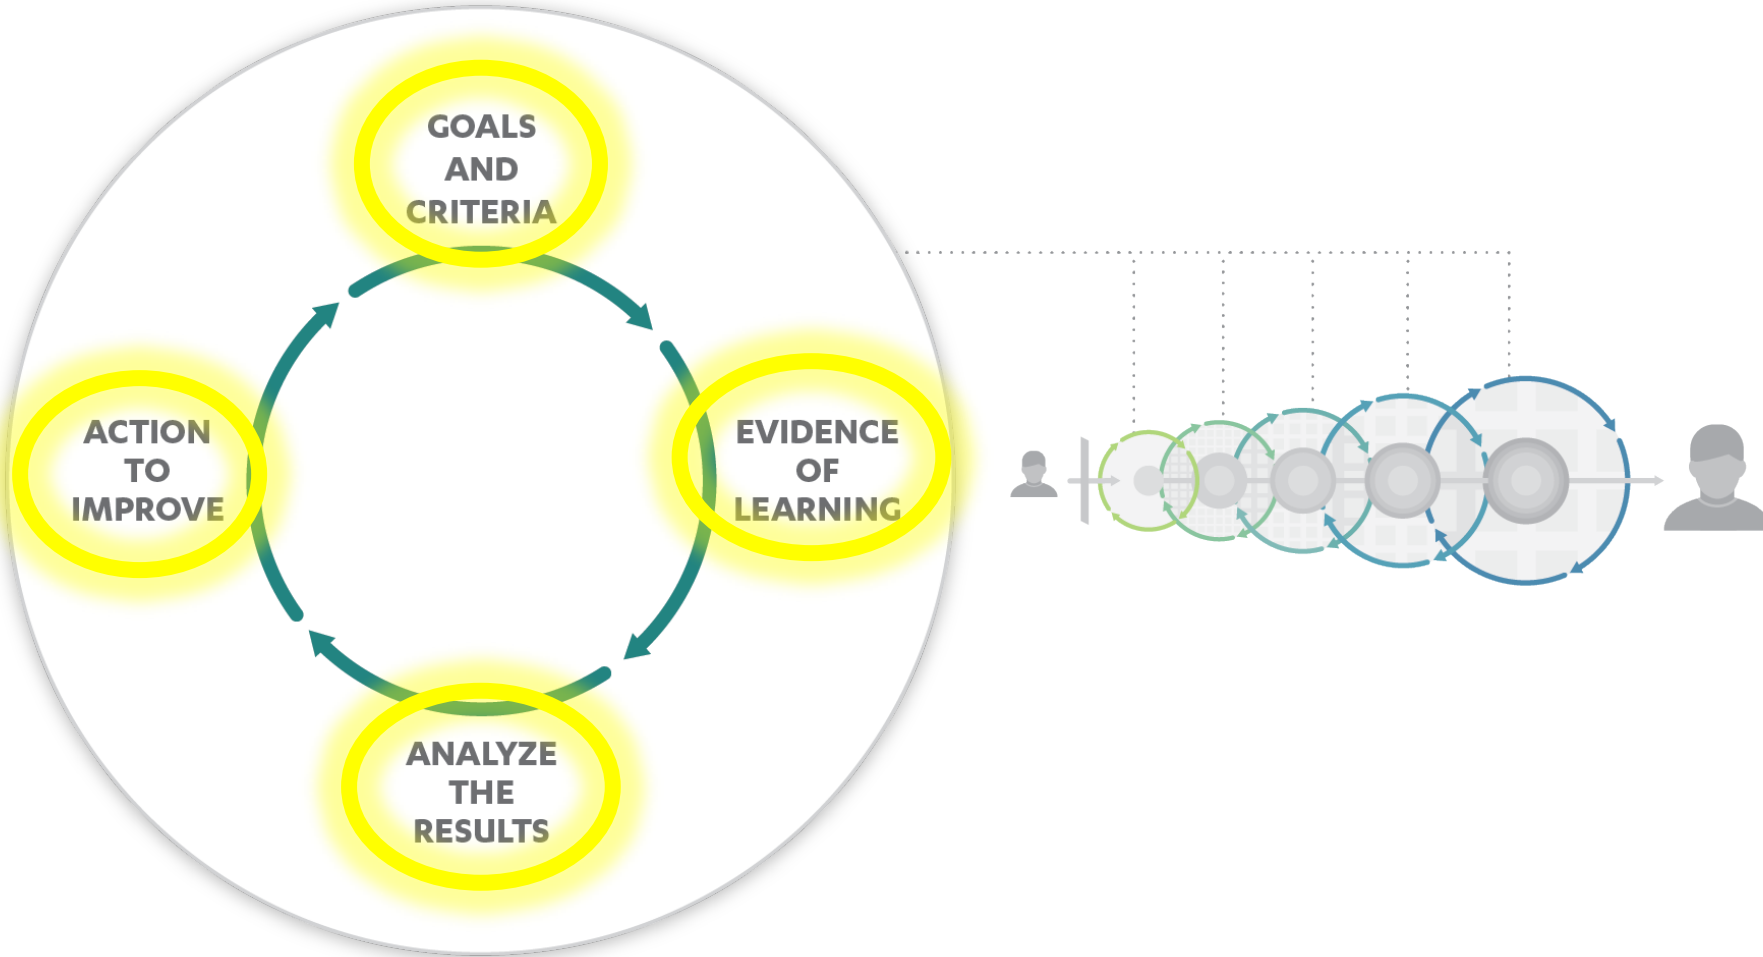 GOALS
AND
CRITERIA
EVIDENCE
OF
LEARNING
ANALYZE
THE
RESULTS
ACTION
TO
IMPROVE